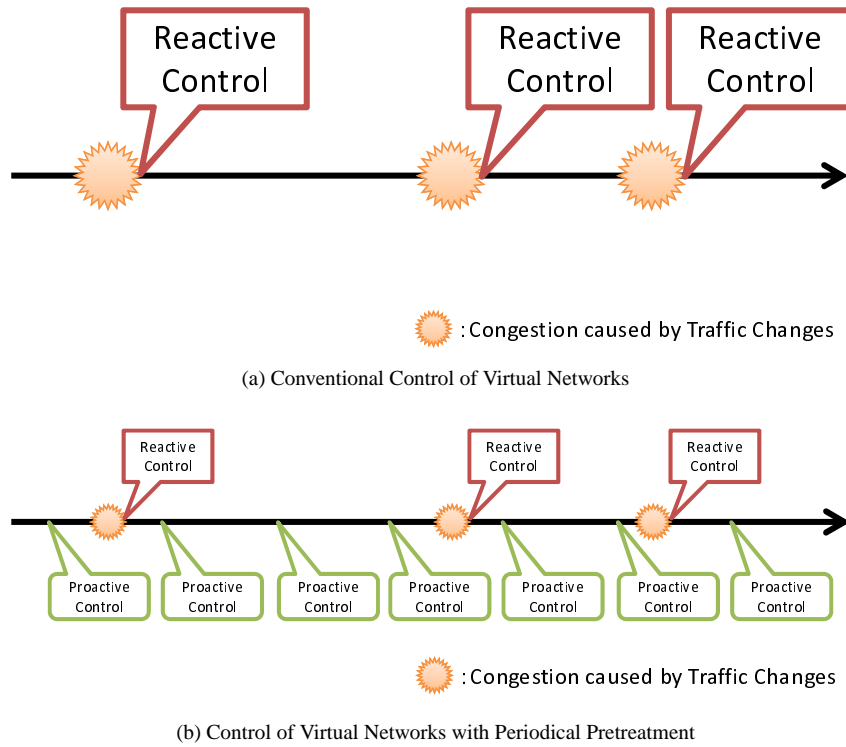 Reactive
Control
Reactive
Control
Reactive
Control
: Congestion caused by Traffic Changes
(a) Conventional Control of Virtual Networks
Reactive
Control
Reactive
Control
Reactive
Control
Proactive
Control
Proactive
Control
Proactive
Control
Proactive
Control
Proactive
Control
Proactive
Control
Proactive
Control
: Congestion caused by Traffic Changes
(b) Control of Virtual Networks with Periodical Pretreatment